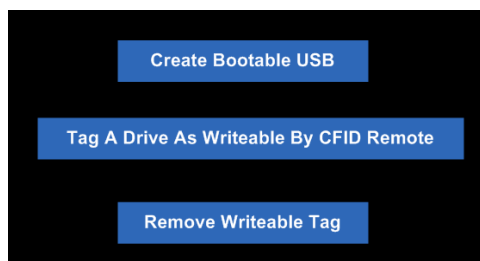 Create Bootable USB
Tag A Drive As Writeable By CFID Remote
Remove Writeable Tag